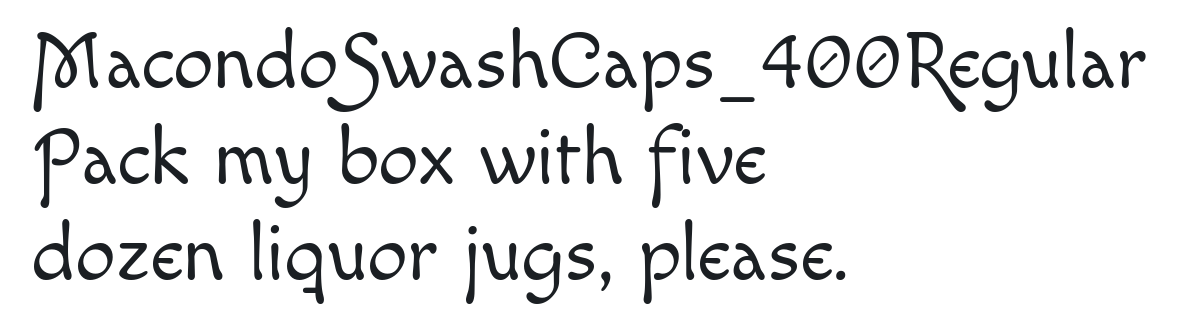 MacondoSwashCaps_400Regular
Pack my box with five
dozen liquor jugs, please.